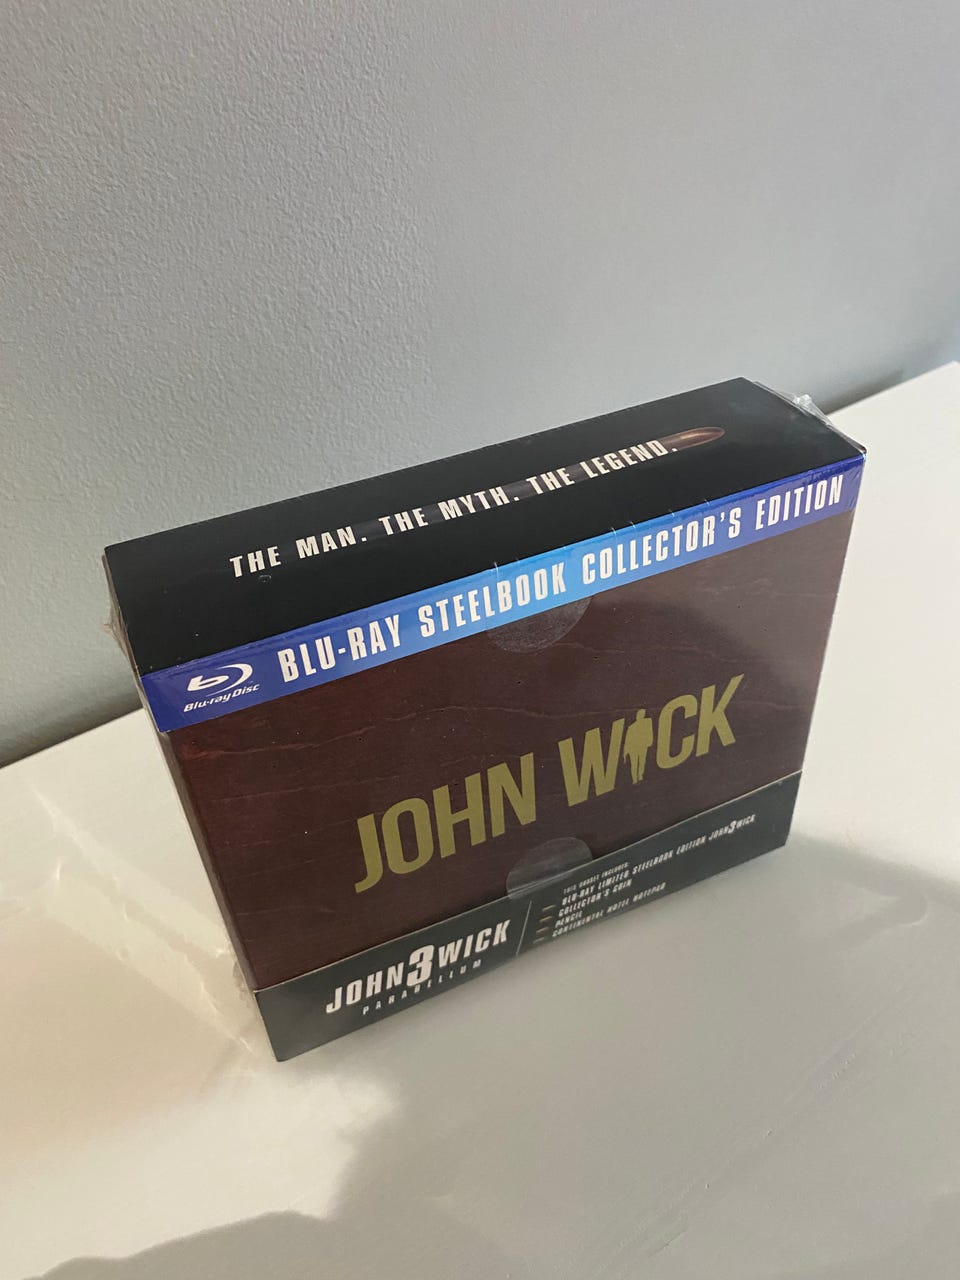 THE MAN. THE MYTH. THE LEGEND.
Blu-ray Disc
BLU-RAY STEELBOOK COLLECTOR'S EDITION
JOHN WICK
JOHN3WICK
PARABELLUM
THIS BOXSET INCLUDES:
BLU-RAY LIMITED STEELBOOK EDITION JOHN3WICK
COLLECTOR'S COIN
PENCIL
CONTINENTAL HOTEL NOTEPAD